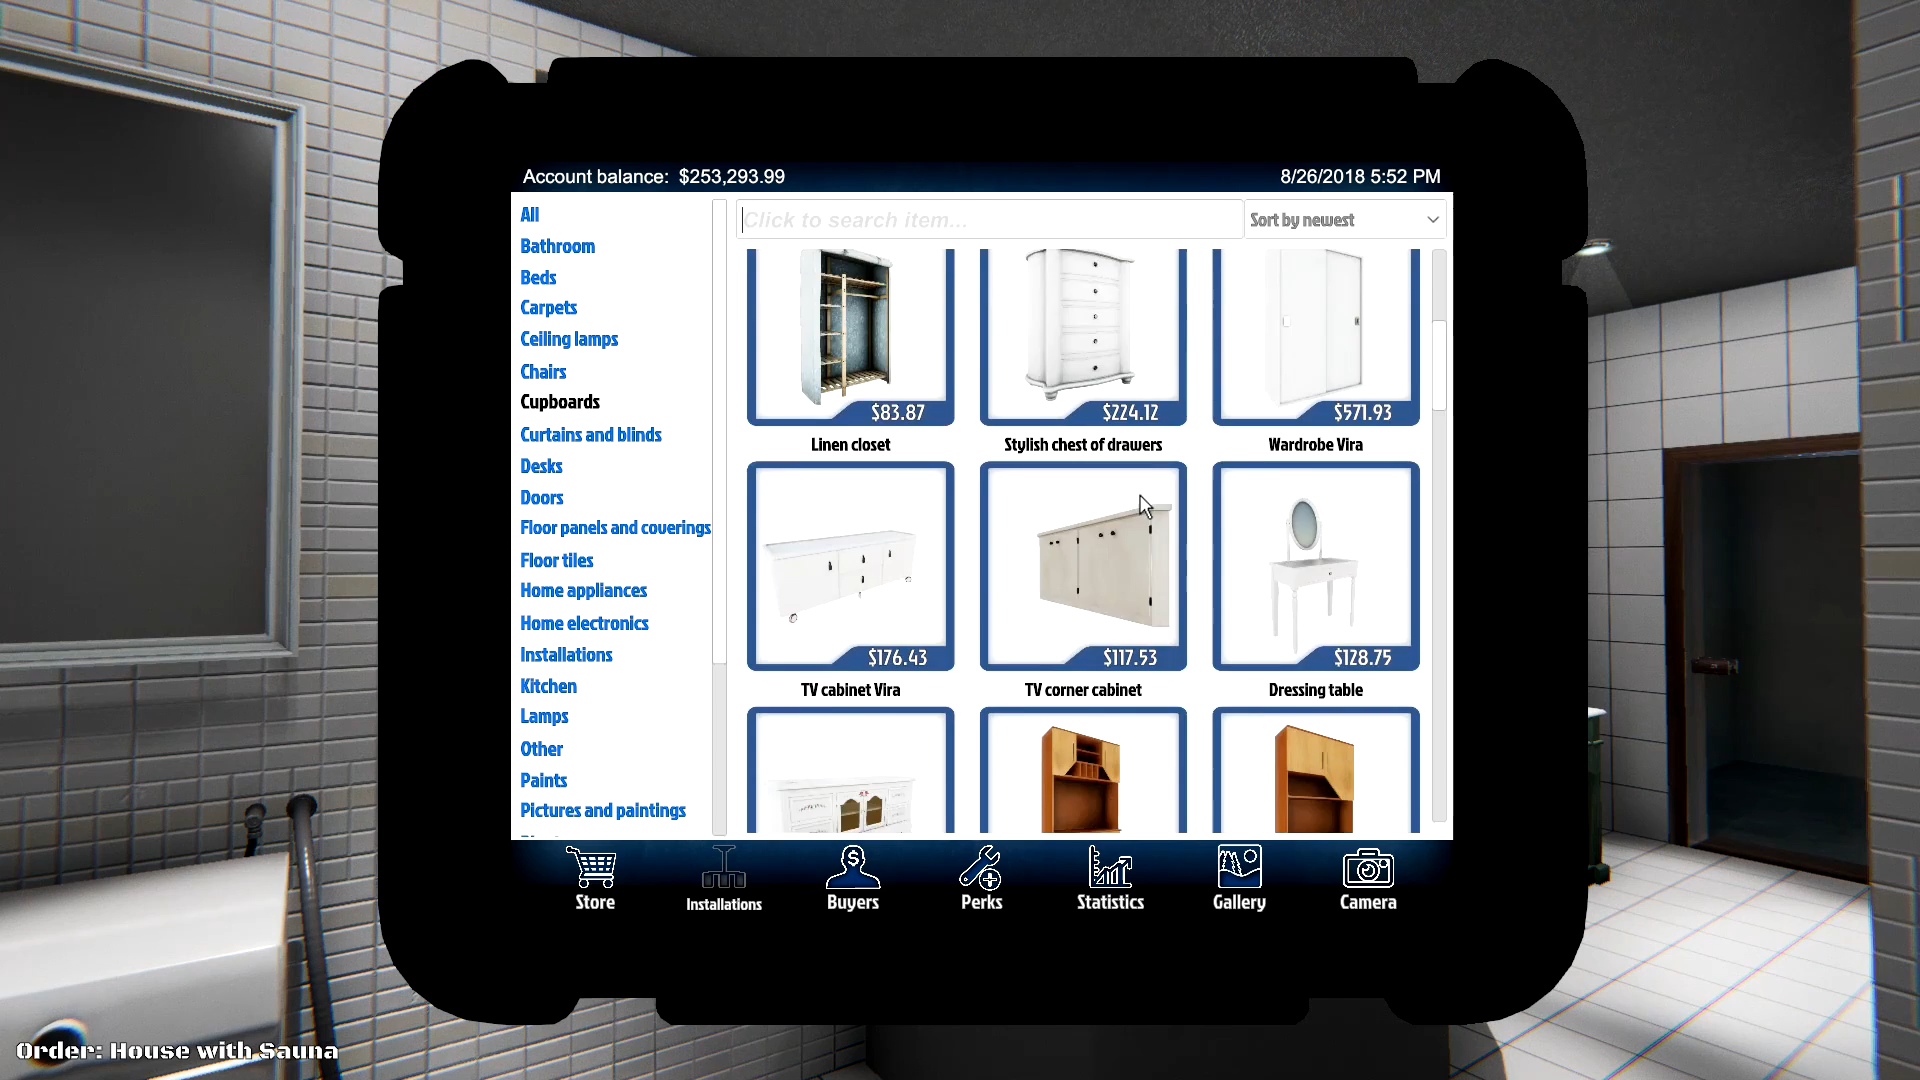 Account balance: $253,293.99
8/26/2018 5:52 PM
All
Bathroom
Beds
Carpets
Ceiling lamps
Chairs
Cupboards
Curtains and blinds
Desks
Doors
Floor panels and coverings
Floor tiles
Home appliances
Home electronics
Installations
Kitchen
Lamps
Other
Paints
Pictures and paintings
Click to search item...
Sort by newest
$83.87
$224.12
$571.93
Linen closet
Stylish chest of drawers
Wardrobe Vira
$176.43
$117.53
$128.75
TV cabinet Vira
TV corner cabinet
Dressing table
Store
Installations
Buyers
Perks
Statistics
Gallery
Camera
Order: House with Sauna